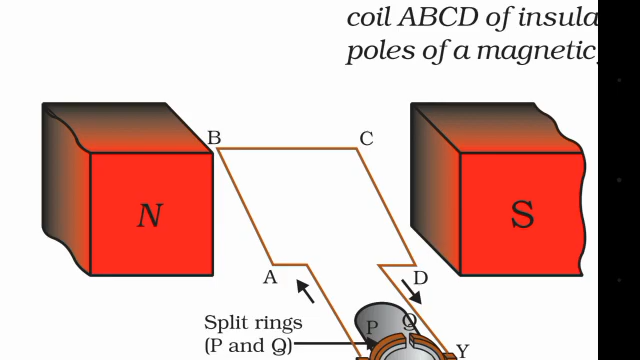 coil ABCD of insula
poles of a magnetic
B
C
N
S
A
D
Split rings
(P and Q)
P
Q
Y